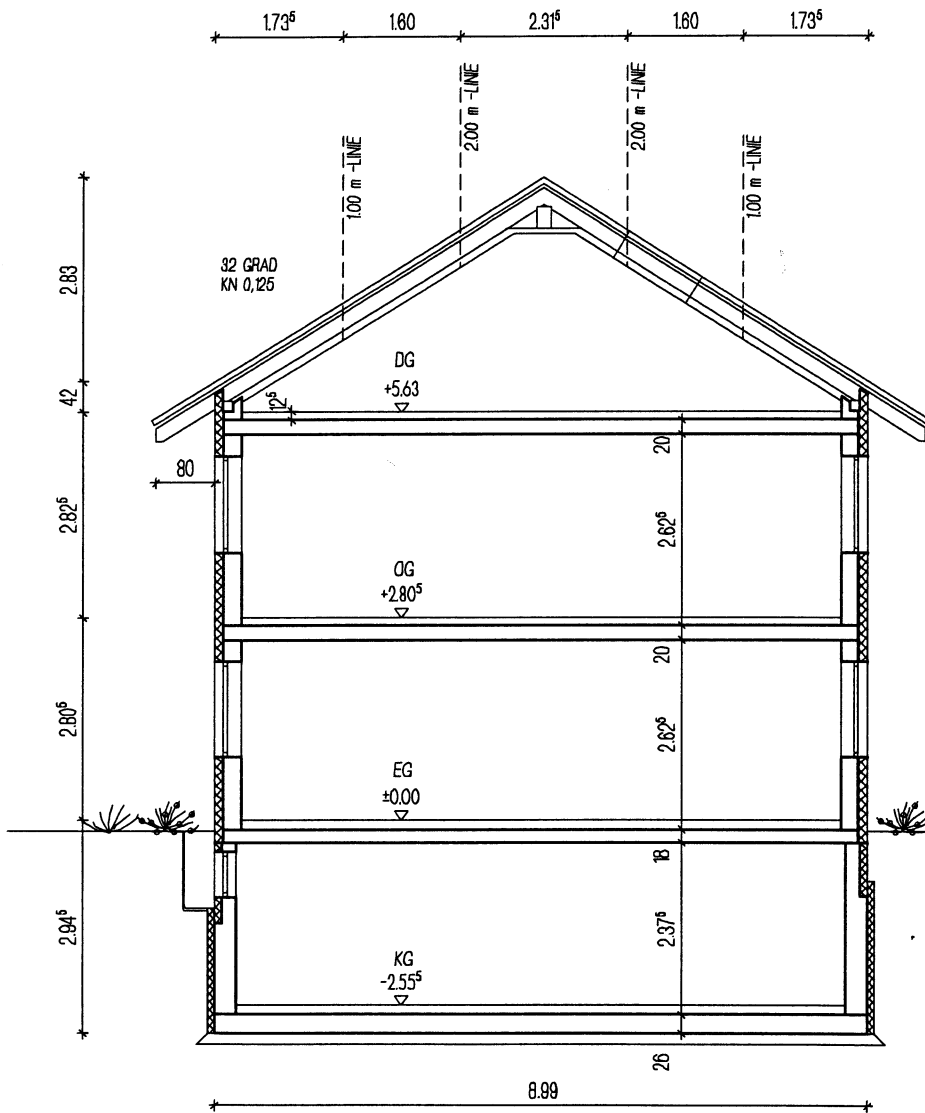 1.73⁵ 1.60 2.31⁵ 1.60 1.73⁵
1.00 m -LINIE
2.00 m -LINIE
2.00 m -LINIE
1.00 m -LINIE
2.83
32 GRAD
KN 0,125
DG
+5.63
42
12⁵
20
80
2.82⁵
2.62⁵
OG
+2.80⁵
20
2.80⁵
2.62⁵
EG
±0.00
18
2.94⁵
2.37⁵
KG
-2.55⁵
26
8.99